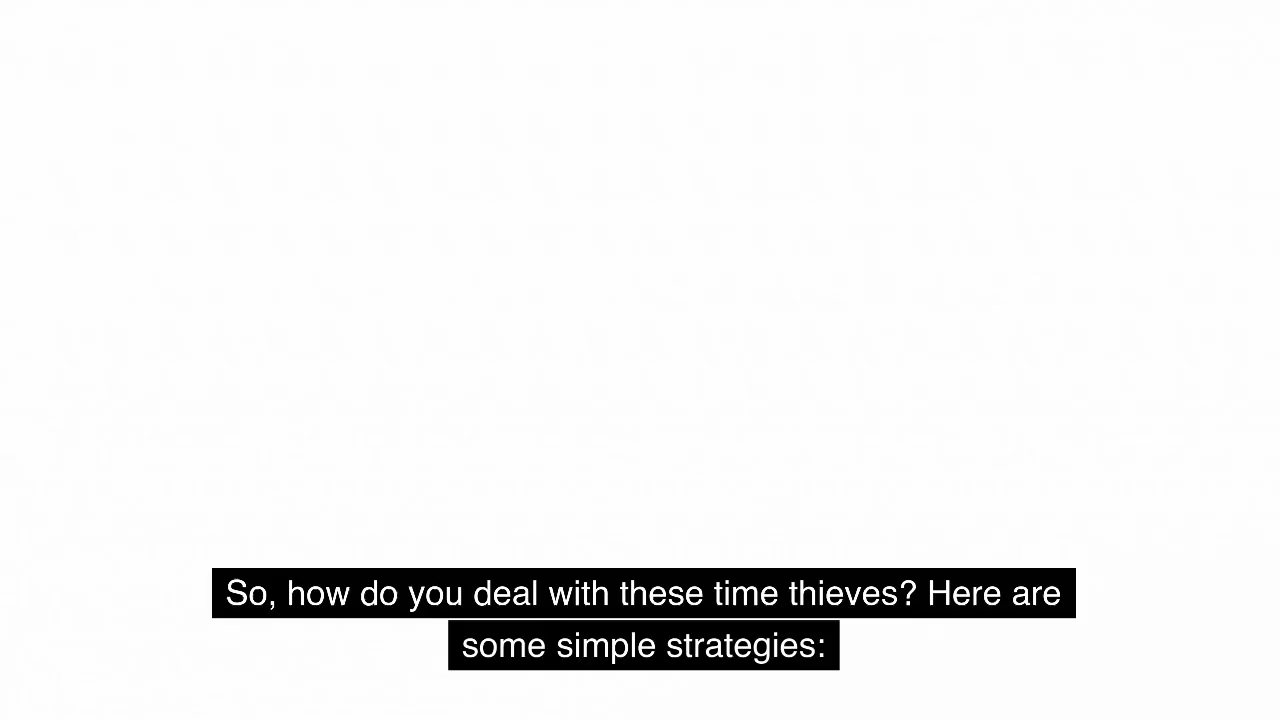 So, how do you deal with these time thieves? Here are
some simple strategies: